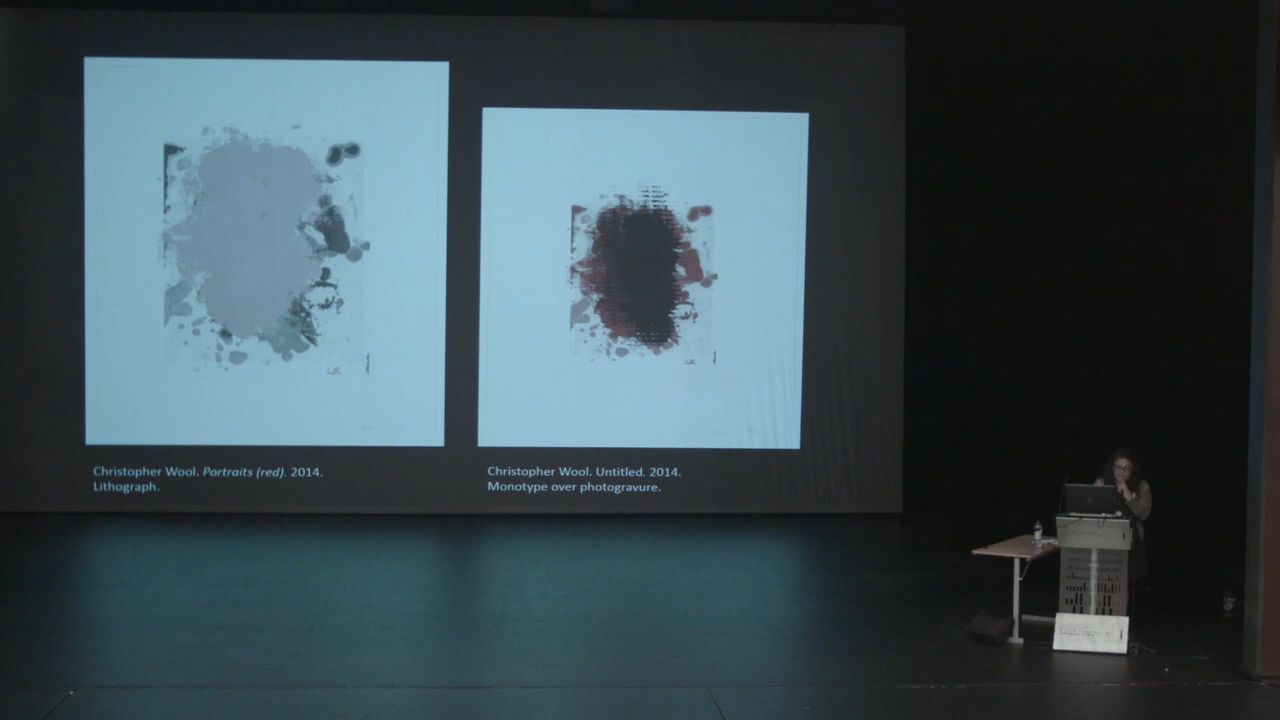 Christopher Wool. Portraits (red). 2014.
Lithograph.
Christopher Wool. Untitled. 2014.
Monotype over photogravure.